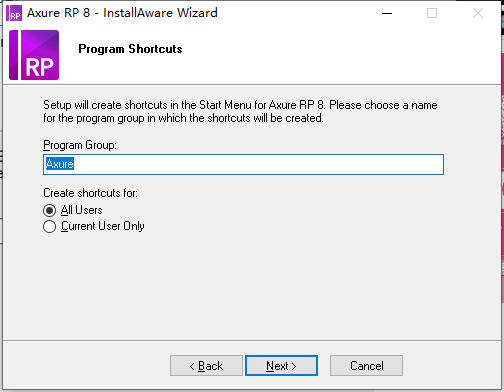 RP Axure RP 8 - InstallAware Wizard
RP
Program Shortcuts
Setup will create shortcuts in the Start Menu for Axure RP 8. Please choose a name
for the program group in which the shortcuts will be created.
Program Group:
Axure
Create shortcuts for:
All Users
Current User Only
< Back
Next >
Cancel